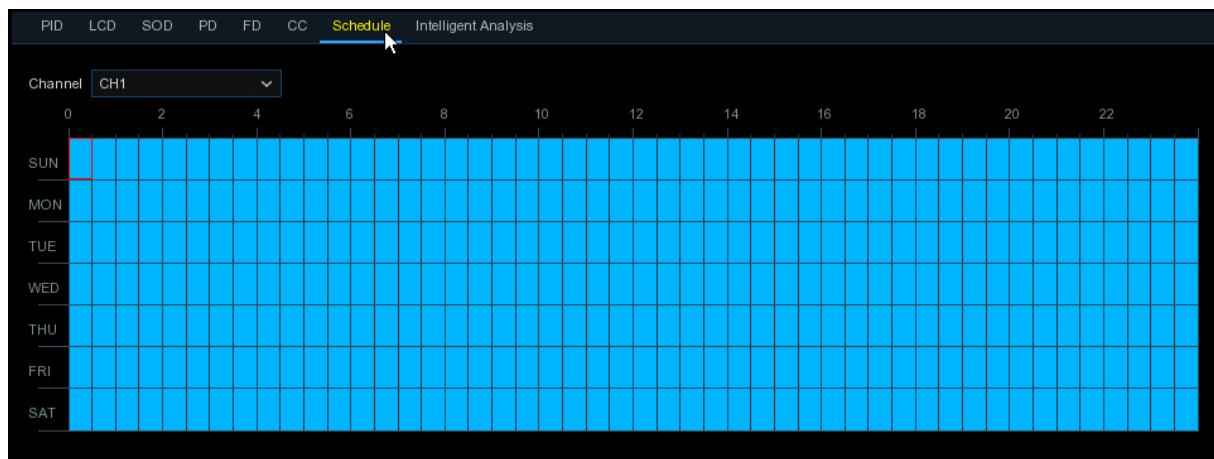 PID LCD SOD PD FD CC Schedule Intelligent Analysis
Channel CH1
0 2 4 6 8 10 12 14 16 18 20 22
SUN
MON
TUE
WED
THU
FRI
SAT